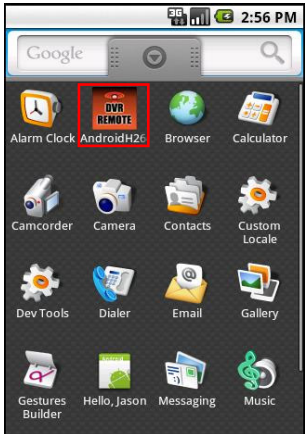 3G 2:56 PM
Google
DVR
REMOTE
Alarm Clock AndroidH26 Browser Calculator
Camcorder Camera Contacts Custom
Locale
Dev Tools Dialer Email Gallery
Android
Gestures Hello, Jason Messaging Music
Builder